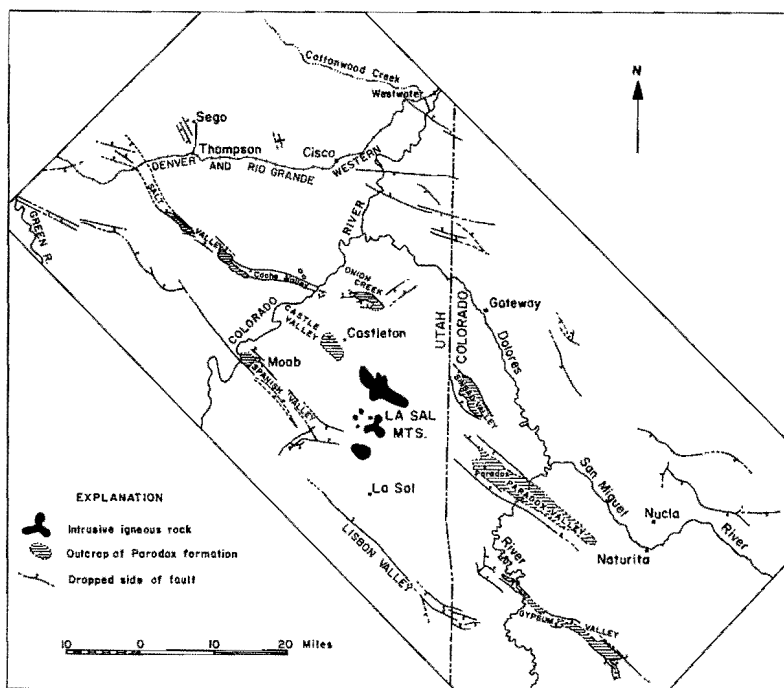 Cottonwood Creek
Westwater
N
Sego
Thompson
Cisco
DENVER AND RIO GRANDE WESTERN
SALT VALLEY
GREEN R.
RIVER
Cache Valley
ONION CREEK
COLORADO
CASTLE VALLEY
Castleton
UTAH
COLORADO
Gateway
Dolores
Moab
SPANISH VALLEY
LA SAL
MTS.
SINBAD VALLEY
La Sal
Paradox
PARADOX VALLEY
San Miguel
River
Nucla
Naturita
LISBON VALLEY
River
GYPSUM VALLEY
EXPLANATION
Intrusive igneous rock
Outcrop of Paradox formation
Dropped side of fault
10 0 10 20 Miles